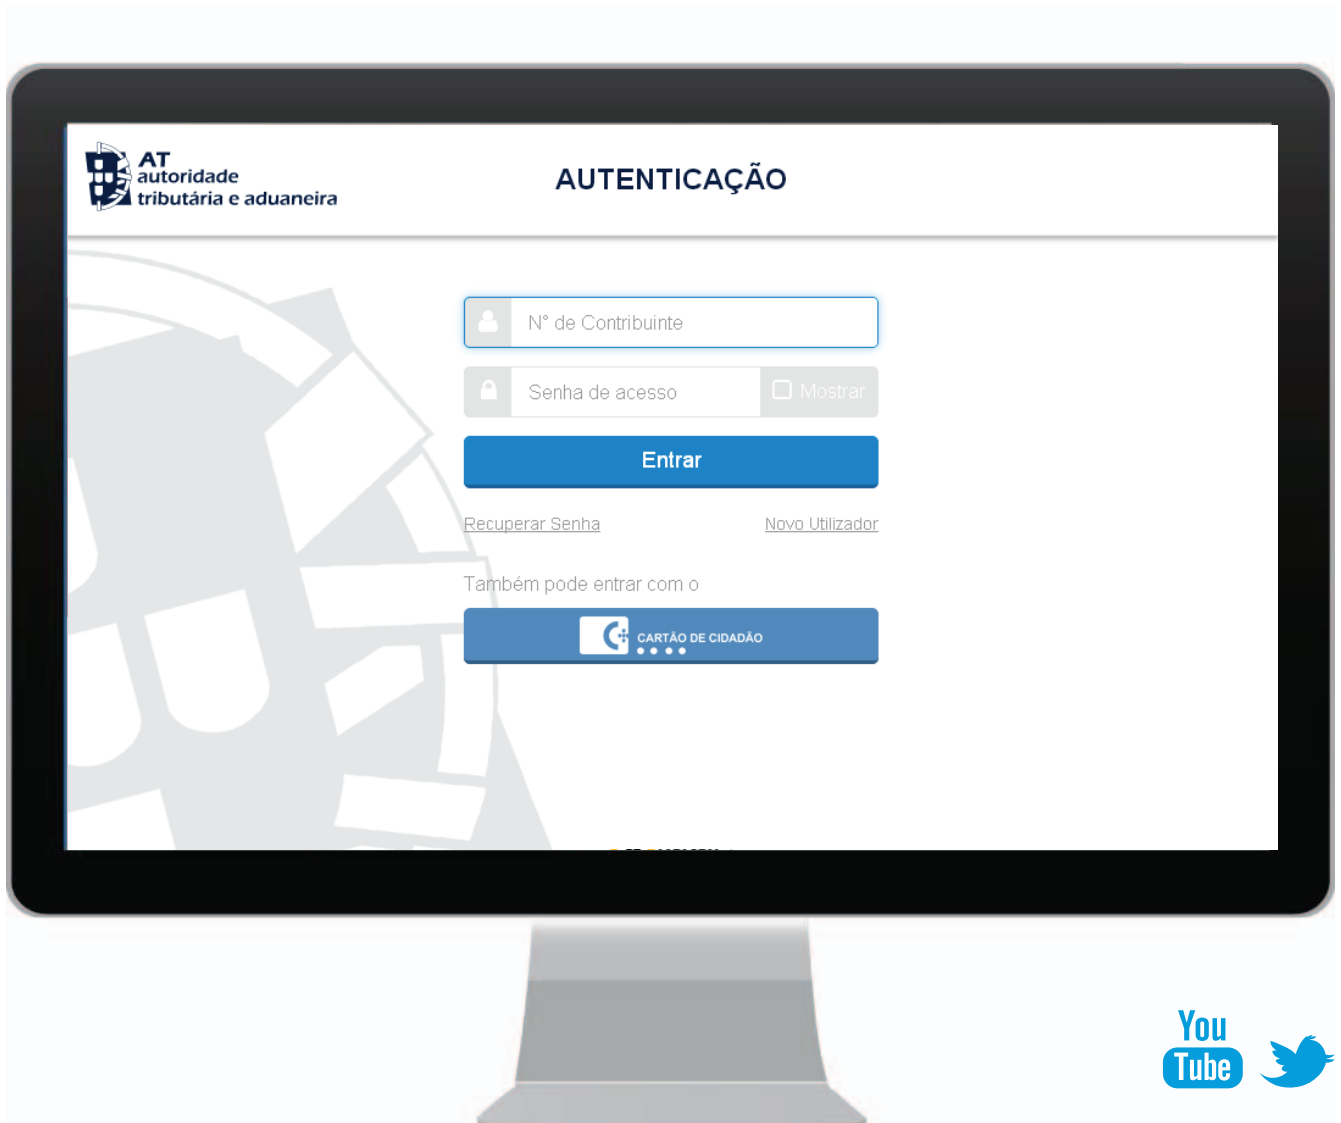 AT
autoridade
tributária e aduaneira
AUTENTICAÇÃO
N° de Contribuinte
Senha de acesso
Mostrar
Entrar
Recuperar Senha
Novo Utilizador
Também pode entrar com o
CARTÃO DE CIDADÃO
You
Tube